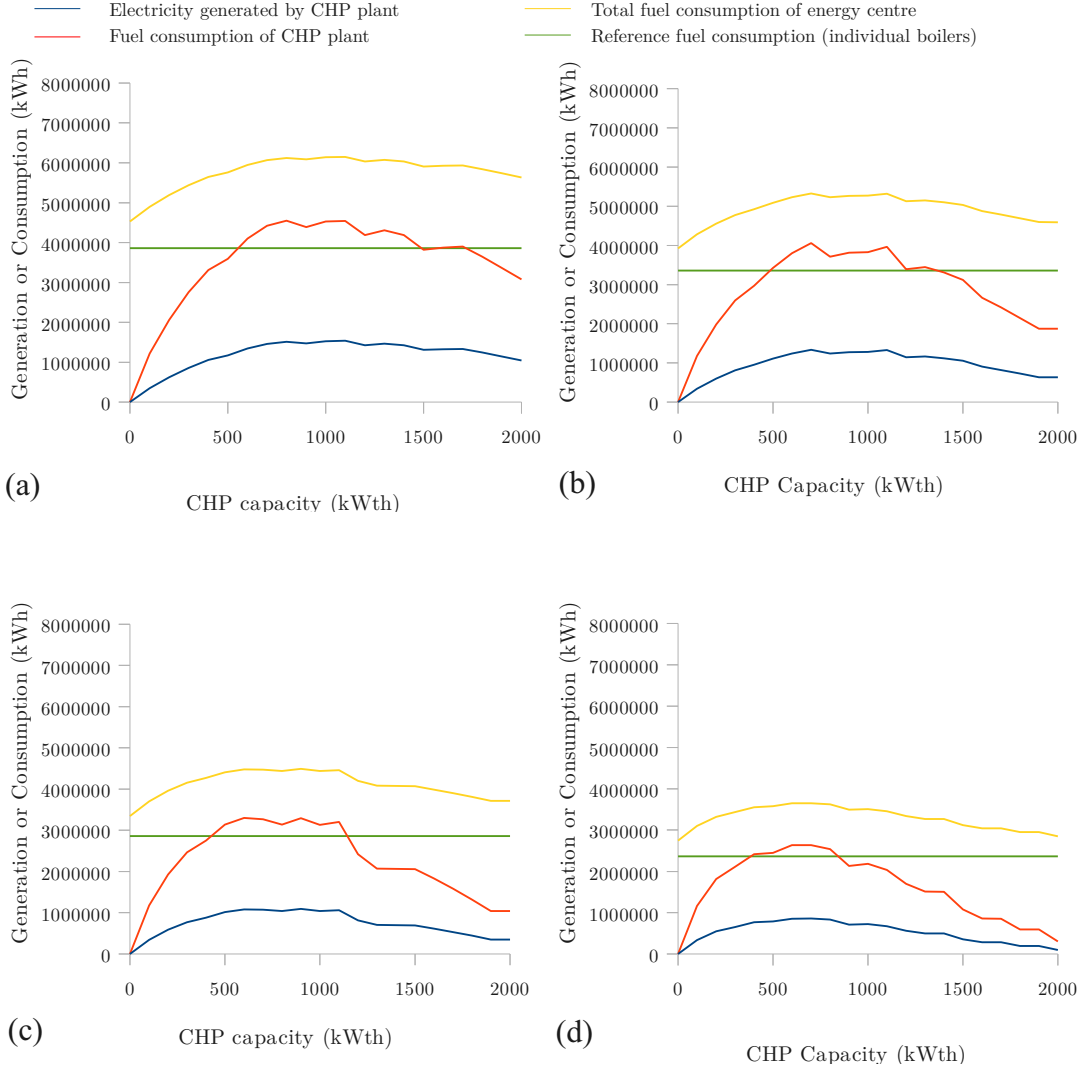 Electricity generated by CHP plant
Total fuel consumption of energy centre
Fuel consumption of CHP plant
Reference fuel consumption (individual boilers)
Generation or Consumption (kWh)
8000000
7000000
6000000
5000000
4000000
3000000
2000000
1000000
0
0 500 1000 1500 2000
(a)
CHP capacity (kWth)
Generation or Consumption (kWh)
8000000
7000000
6000000
5000000
4000000
3000000
2000000
1000000
0
0 500 1000 1500 2000
(b)
CHP Capacity (kWth)
Generation or Consumption (kWh)
8000000
7000000
6000000
5000000
4000000
3000000
2000000
1000000
0
0 500 1000 1500 2000
(c)
CHP capacity (kWth)
Generation or Consumption (kWh)
8000000
7000000
6000000
5000000
4000000
3000000
2000000
1000000
0
0 500 1000 1500 2000
(d)
CHP Capacity (kWth)